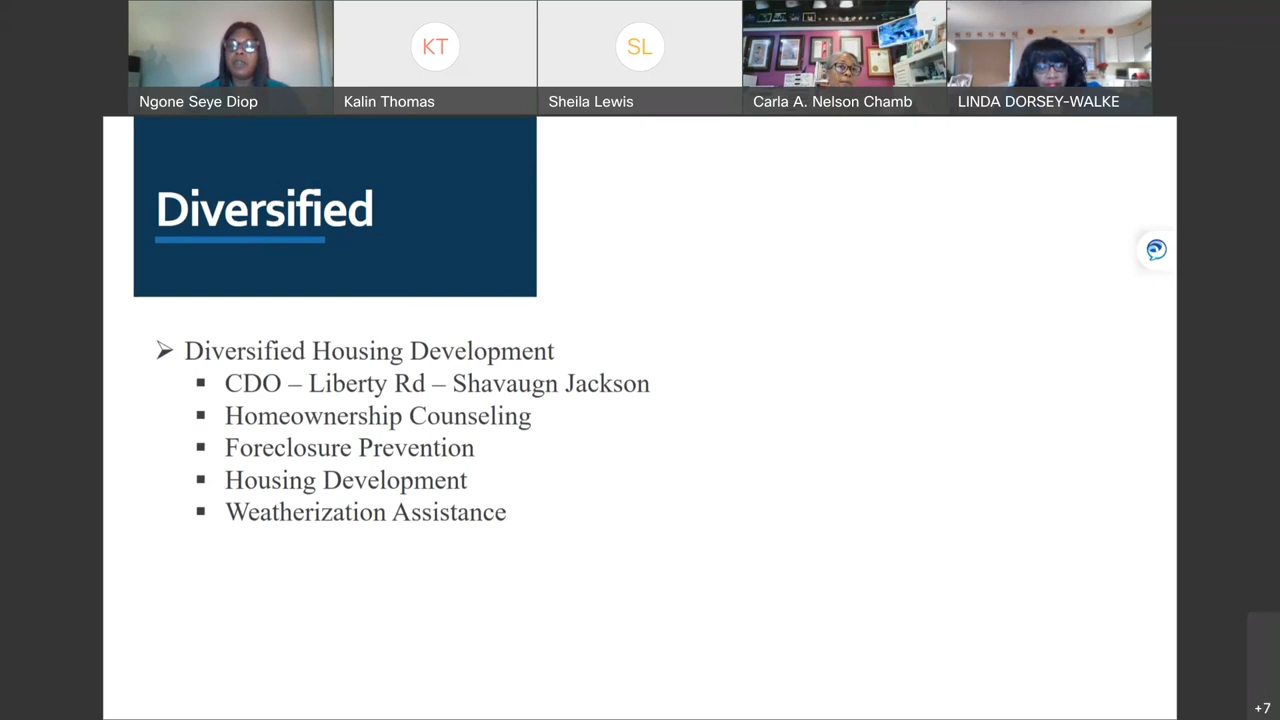 KT
SL
Ngone Seye Diop
Kalin Thomas
Sheila Lewis
Carla A. Nelson Chamb
LINDA DORSEY-WALKE
Diversified
➢ Diversified Housing Development
▪ CDO – Liberty Rd – Shavaugn Jackson
▪ Homeownership Counseling
▪ Foreclosure Prevention
▪ Housing Development
▪ Weatherization Assistance
+7